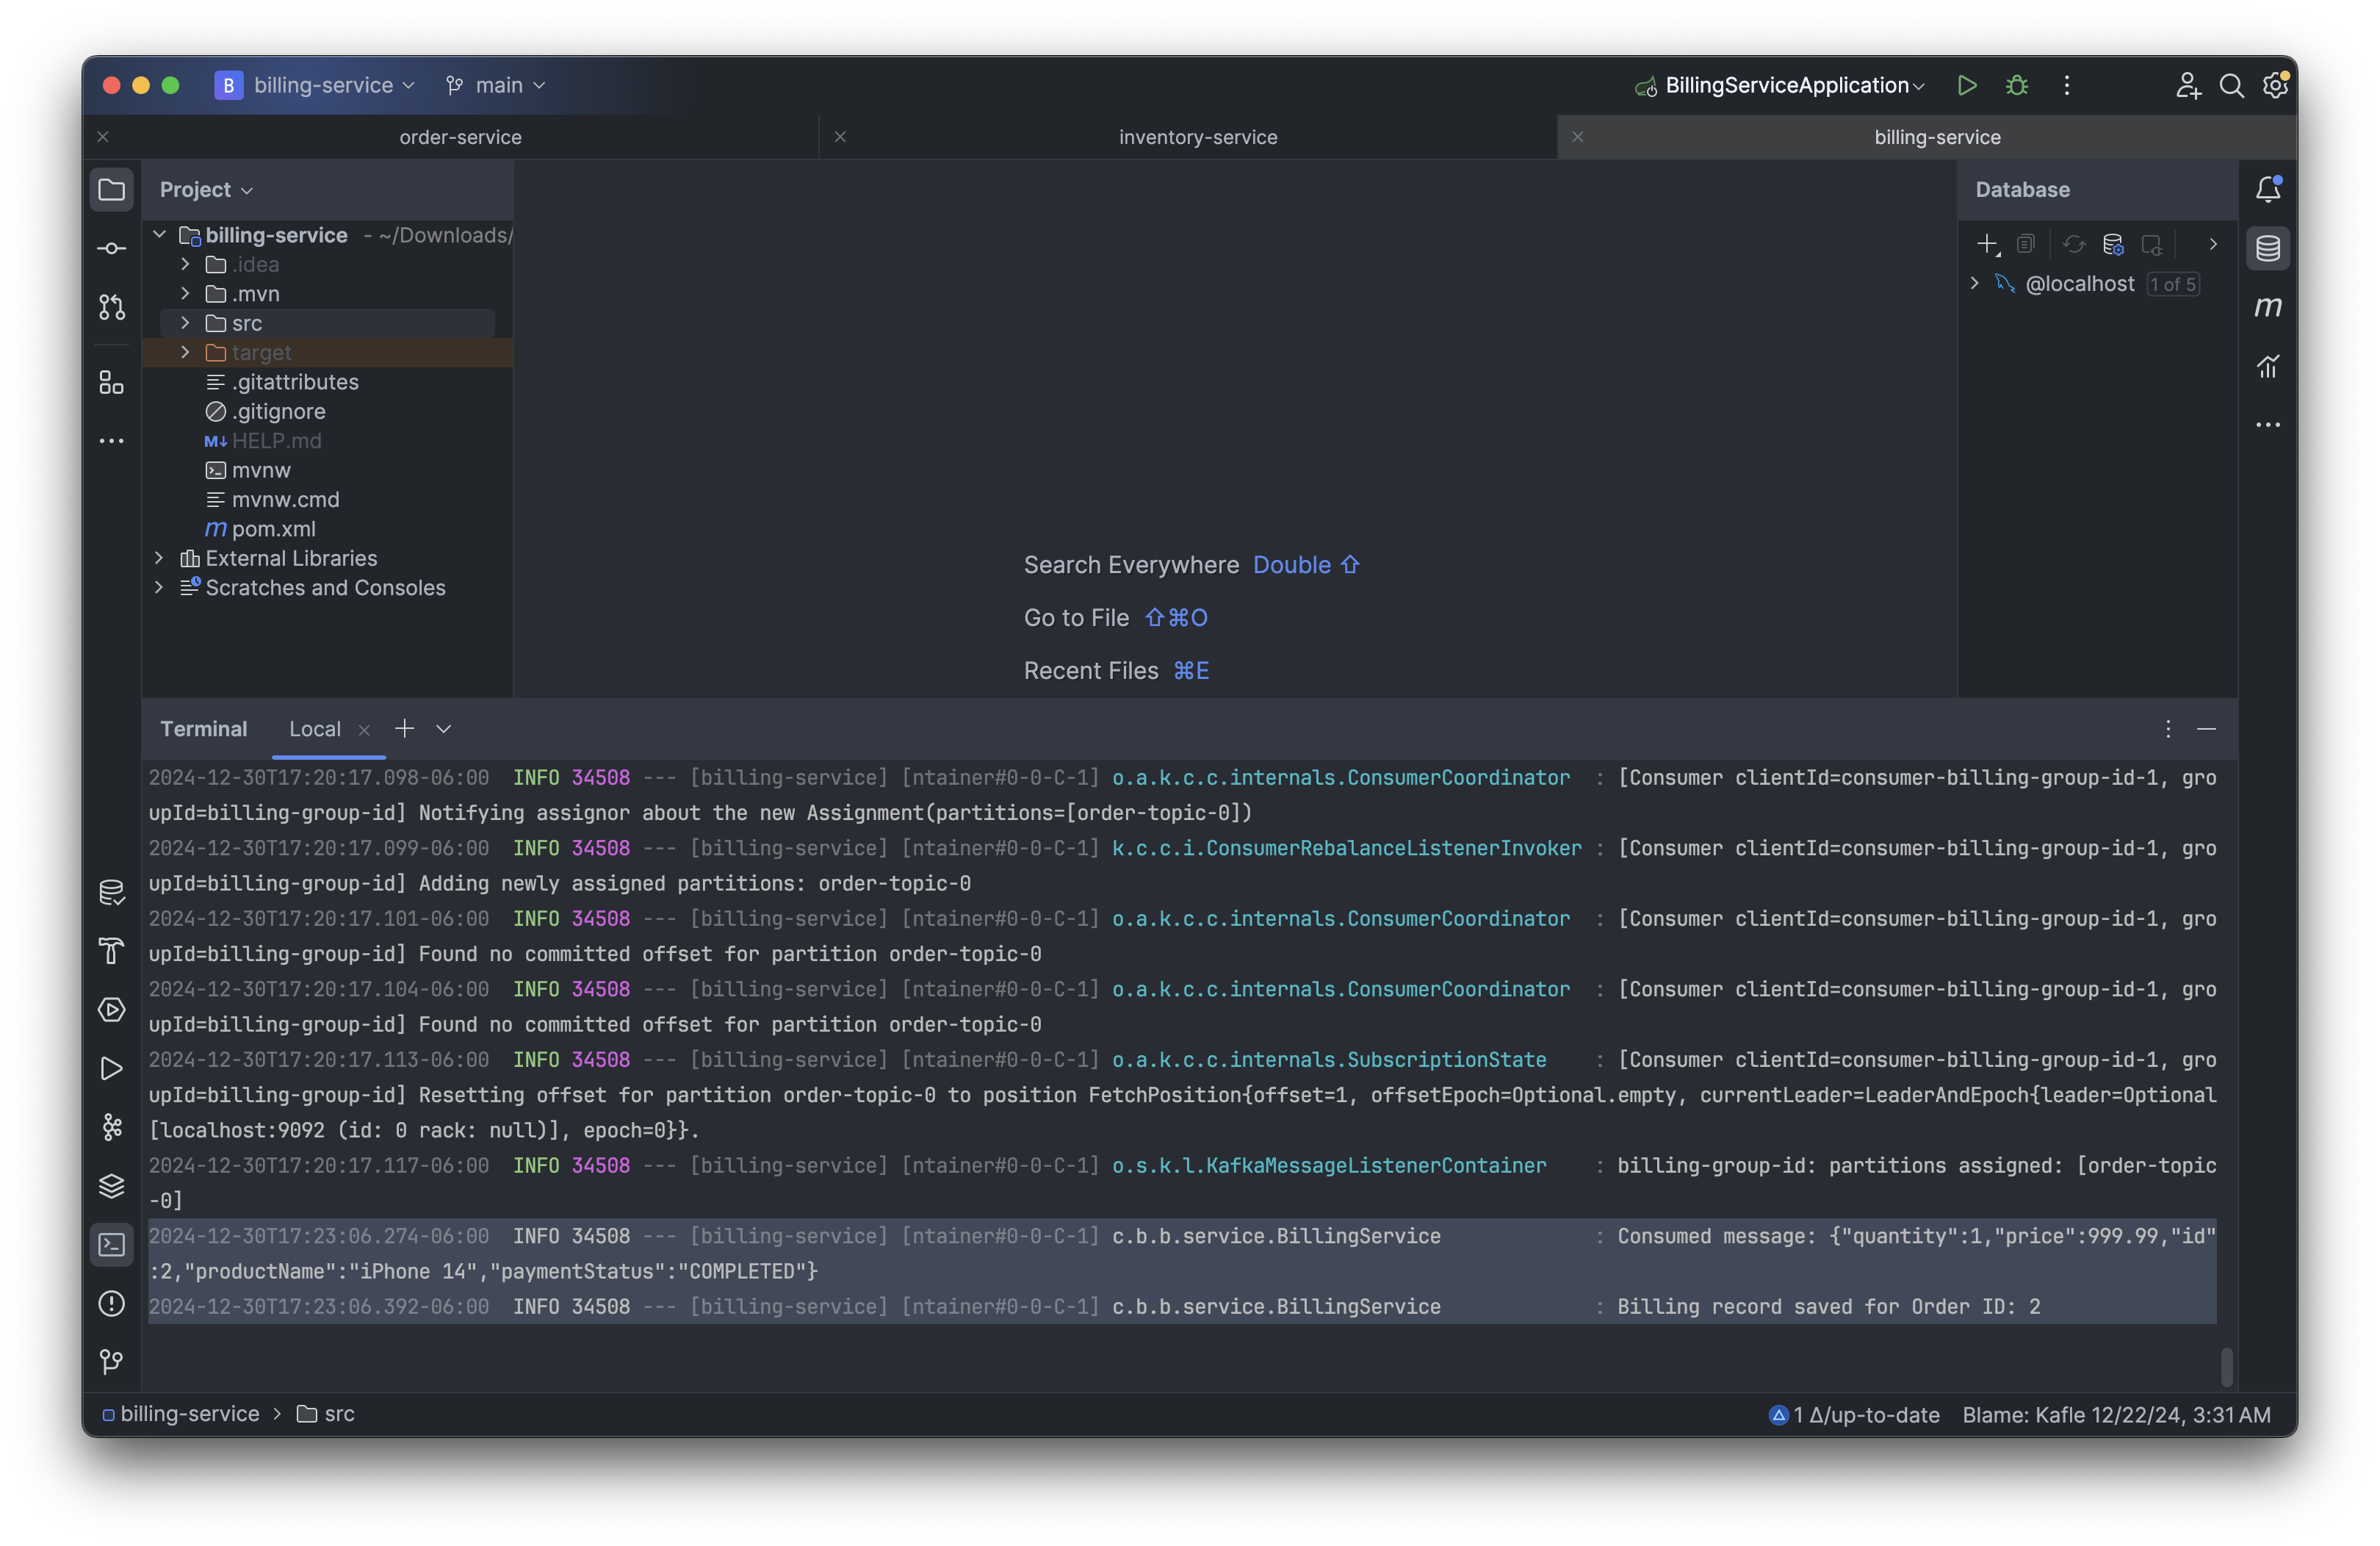 B billing-service main BillingServiceApplication
order-service inventory-service billing-service
Project
billing-service - ~/Downloads/
.idea
.mvn
src
target
.gitattributes
.gitignore
M↓ HELP.md
mvnw
mvnw.cmd
m pom.xml
External Libraries
Scratches and Consoles
Search Everywhere Double ⇧
Go to File ⇧⌘O
Recent Files ⌘E
Database
@localhost 1 of 5
m
Terminal Local
2024-12-30T17:20:17.098-06:00 INFO 34508 --- [billing-service] [ntainer#0-0-C-1] o.a.k.c.c.internals.ConsumerCoordinator : [Consumer clientId=consumer-billing-group-id-1, gro
upId=billing-group-id] Notifying assignor about the new Assignment(partitions=[order-topic-0])
2024-12-30T17:20:17.099-06:00 INFO 34508 --- [billing-service] [ntainer#0-0-C-1] k.c.c.i.ConsumerRebalanceListenerInvoker : [Consumer clientId=consumer-billing-group-id-1, gro
upId=billing-group-id] Adding newly assigned partitions: order-topic-0
2024-12-30T17:20:17.101-06:00 INFO 34508 --- [billing-service] [ntainer#0-0-C-1] o.a.k.c.c.internals.ConsumerCoordinator : [Consumer clientId=consumer-billing-group-id-1, gro
upId=billing-group-id] Found no committed offset for partition order-topic-0
2024-12-30T17:20:17.104-06:00 INFO 34508 --- [billing-service] [ntainer#0-0-C-1] o.a.k.c.c.internals.ConsumerCoordinator : [Consumer clientId=consumer-billing-group-id-1, gro
upId=billing-group-id] Found no committed offset for partition order-topic-0
2024-12-30T17:20:17.113-06:00 INFO 34508 --- [billing-service] [ntainer#0-0-C-1] o.a.k.c.c.internals.SubscriptionState : [Consumer clientId=consumer-billing-group-id-1, gro
upId=billing-group-id] Resetting offset for partition order-topic-0 to position FetchPosition{offset=1, offsetEpoch=Optional.empty, currentLeader=LeaderAndEpoch{leader=Optional
[localhost:9092 (id: 0 rack: null)], epoch=0}}.
2024-12-30T17:20:17.117-06:00 INFO 34508 --- [billing-service] [ntainer#0-0-C-1] o.s.k.l.KafkaMessageListenerContainer : billing-group-id: partitions assigned: [order-topic
-0]
2024-12-30T17:23:06.274-06:00 INFO 34508 --- [billing-service] [ntainer#0-0-C-1] c.b.b.service.BillingService : Consumed message: {"quantity":1,"price":999.99,"id"
:2,"productName":"iPhone 14","paymentStatus":"COMPLETED"}
2024-12-30T17:23:06.392-06:00 INFO 34508 --- [billing-service] [ntainer#0-0-C-1] c.b.b.service.BillingService : Billing record saved for Order ID: 2
billing-service > src 1 Δ/up-to-date Blame: Kafle 12/22/24, 3:31 AM